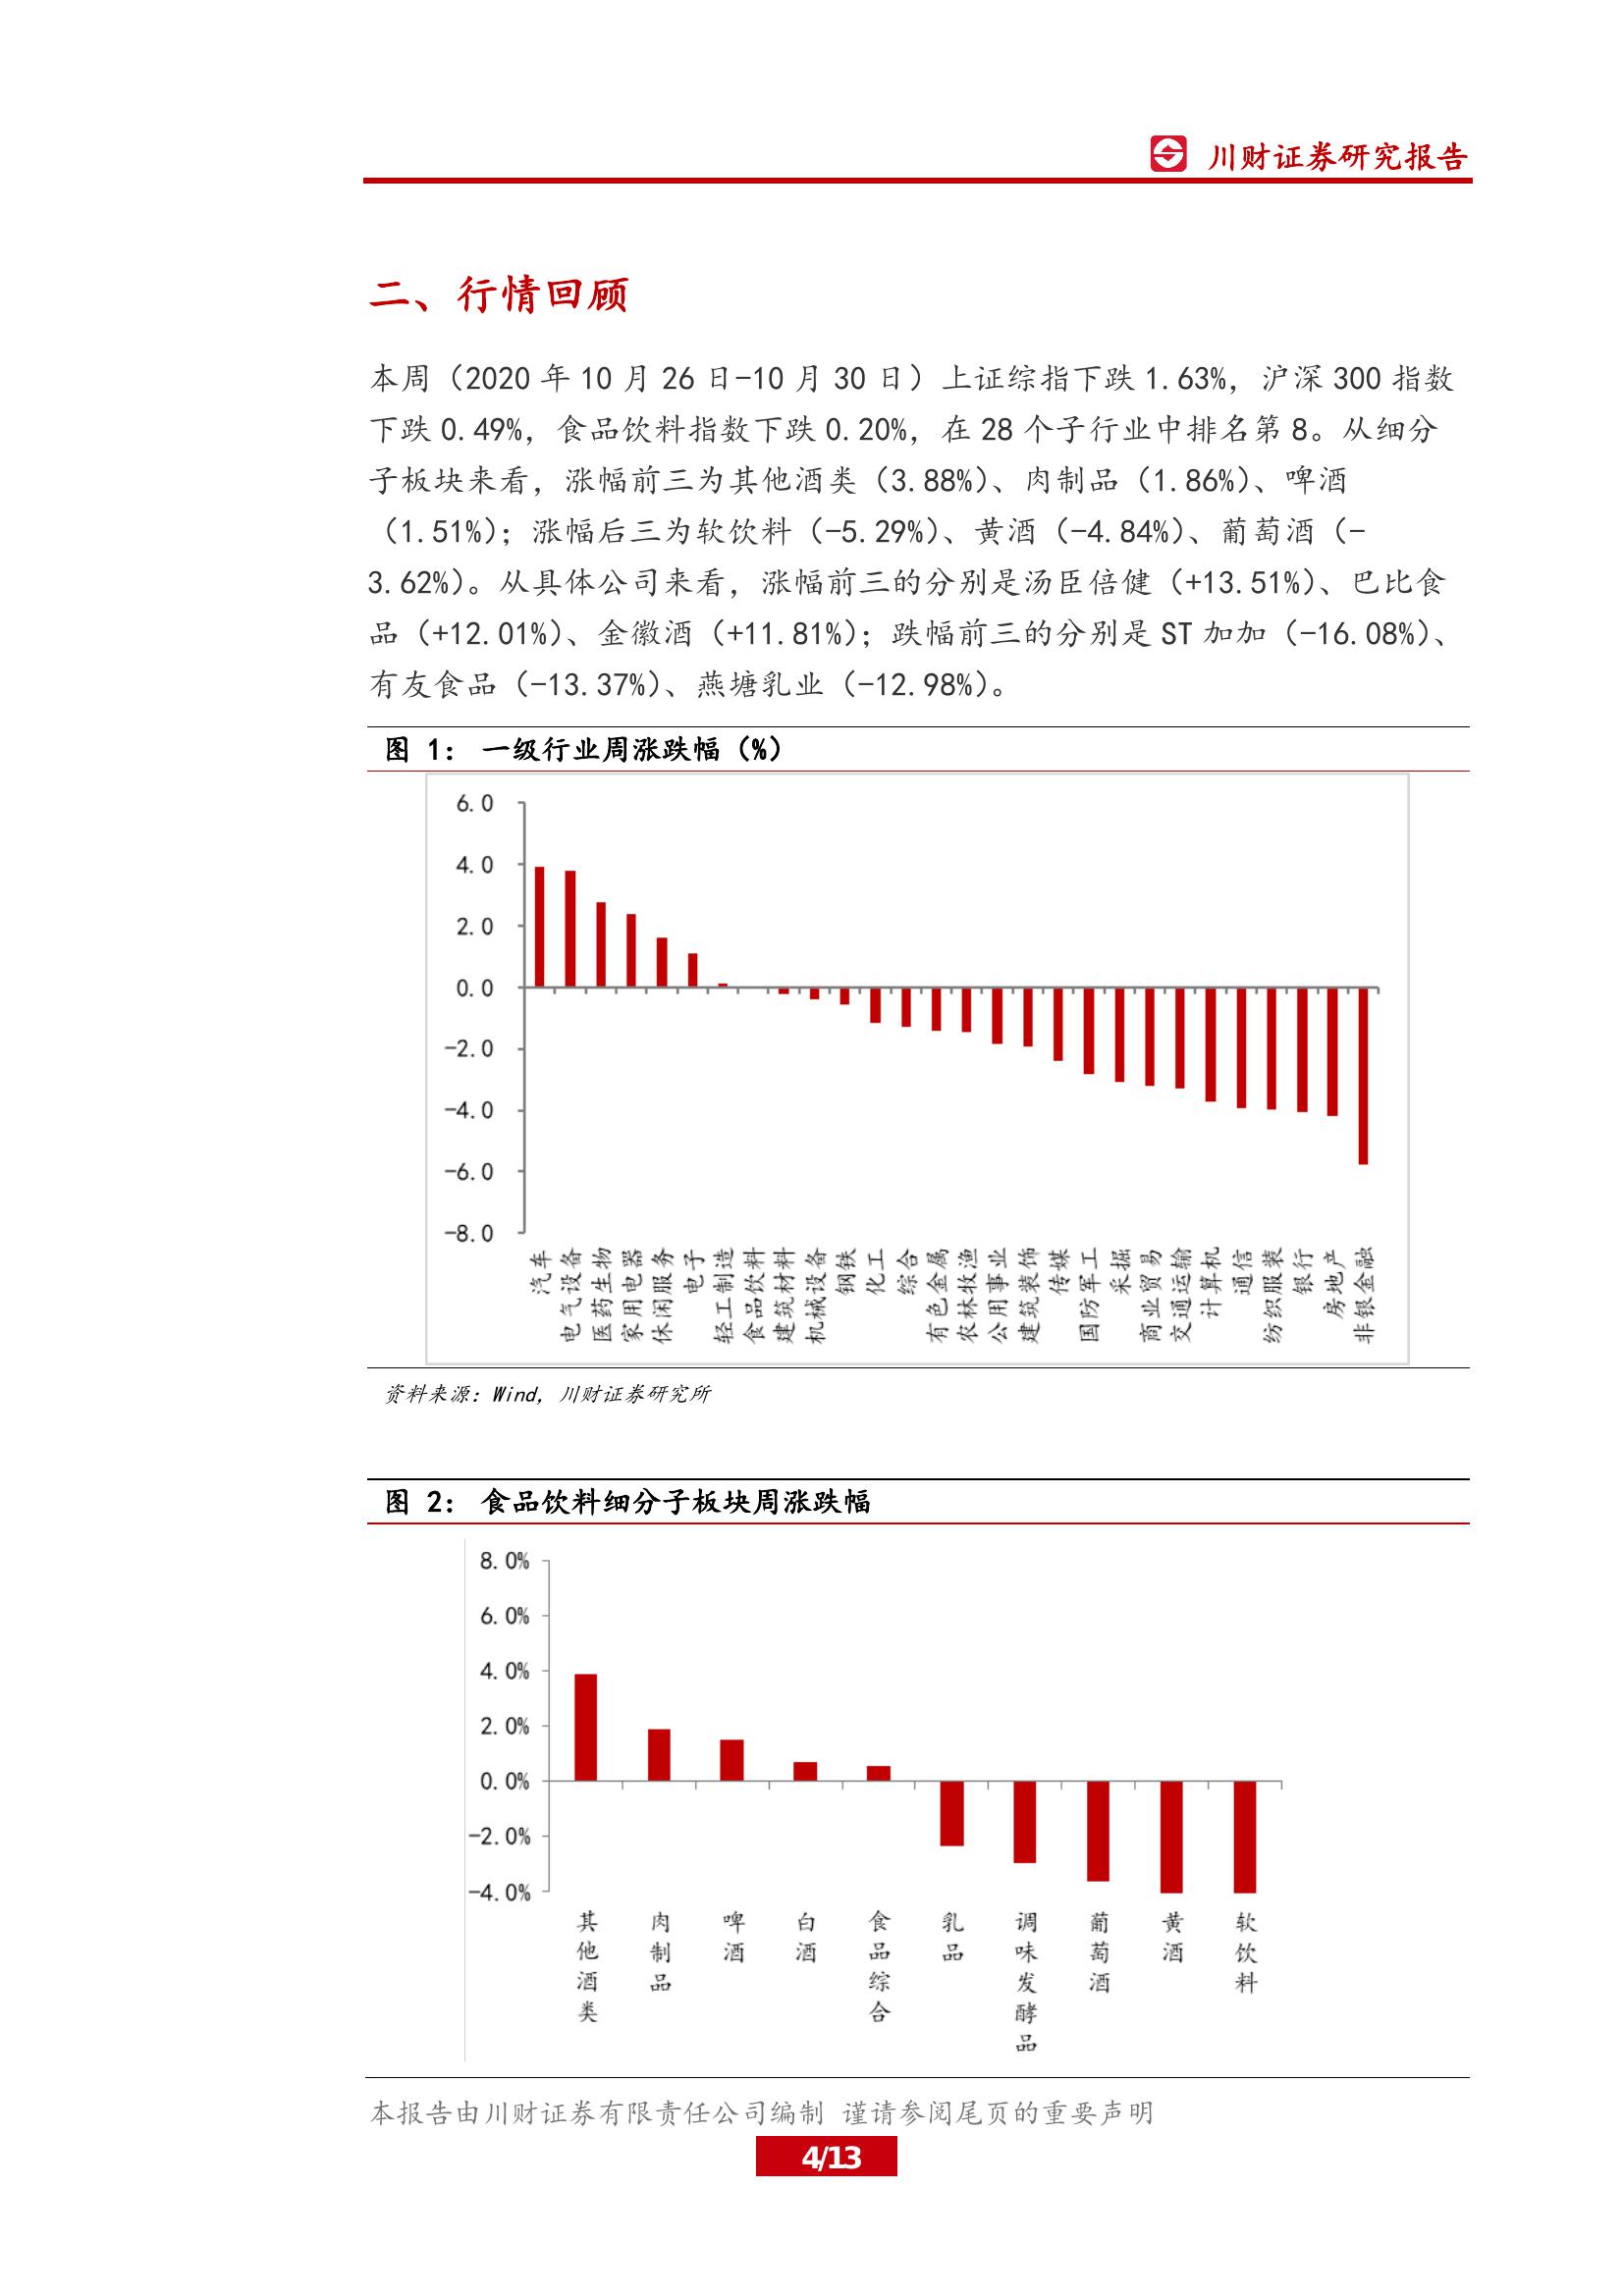 川财证券研究报告
二、行情回顾
本周（2020 年 10 月 26 日-10 月 30 日）上证综指下跌 1.63%，沪深 300 指数
下跌 0.49%，食品饮料指数下跌 0.20%，在 28 个子行业中排名第 8。从细分
子板块来看，涨幅前三为其他酒类（3.88%）、肉制品（1.86%）、啤酒
（1.51%）；涨幅后三为软饮料（-5.29%）、黄酒（-4.84%）、葡萄酒（-
3.62%）。从具体公司来看，涨幅前三的分别是汤臣倍健（+13.51%）、巴比食
品（+12.01%）、金徽酒（+11.81%）；跌幅前三的分别是 ST 加加（-16.08%）、
有友食品（-13.37%）、燕塘乳业（-12.98%）。
图 1： 一级行业周涨跌幅（%）
6.0
4.0
2.0
0.0
-2.0
-4.0
-6.0
-8.0
汽车
电气设备
医药生物
家用电器
休闲服务
电子
轻工制造
食品饮料
建筑材料
机械设备
钢铁
化工
综合
有色金属
农林牧渔
公用事业
建筑装饰
传媒
国防军工
采掘
商业贸易
交通运输
计算机
通信
纺织服装
银行
房地产
非银金融
资料来源：Wind，川财证券研究所
图 2： 食品饮料细分子板块周涨跌幅
8.0%
6.0%
4.0%
2.0%
0.0%
-2.0%
-4.0%
其他酒类
肉制品
啤酒
白酒
食品综合
乳品
调味发酵品
葡萄酒
黄酒
软饮料
本报告由川财证券有限责任公司编制 谨请参阅尾页的重要声明
4/13